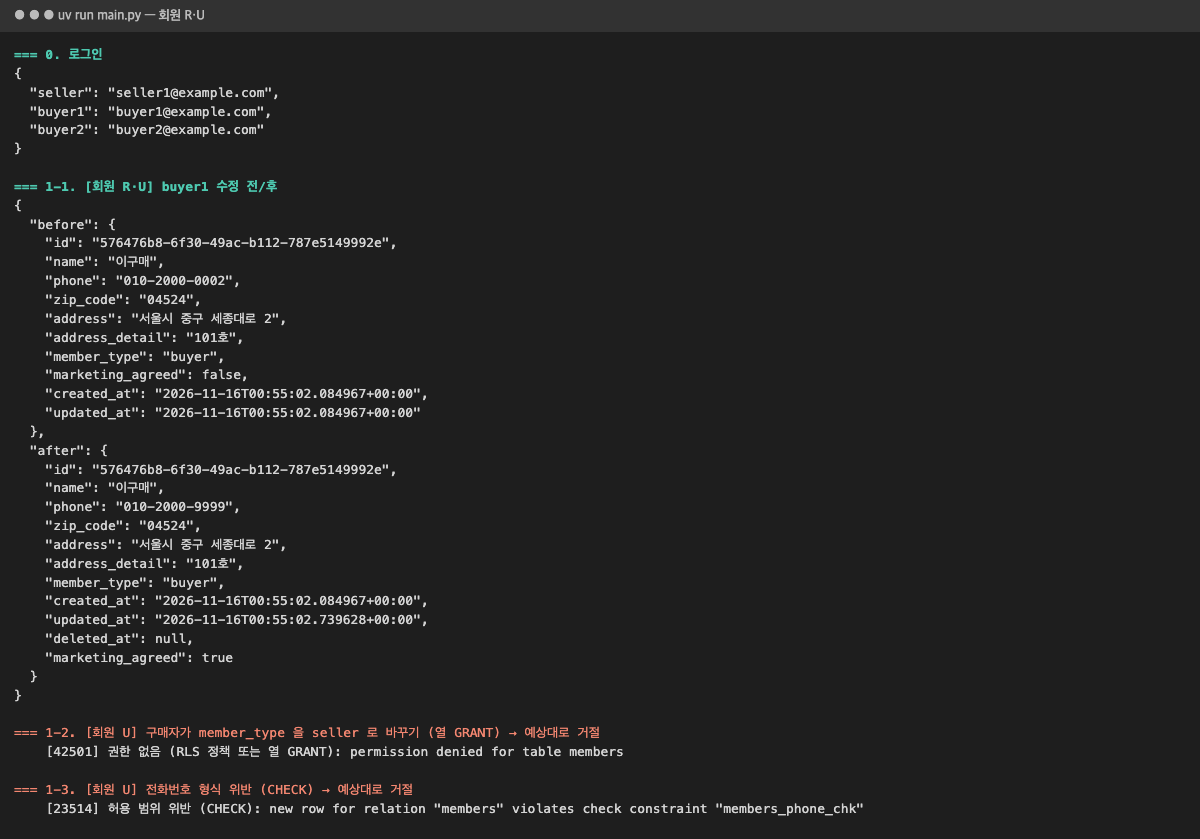 uv run main.py — 회원 R·U
=== 0. 로그인
{
  "seller": "seller1@example.com",
  "buyer1": "buyer1@example.com",
  "buyer2": "buyer2@example.com"
}
=== 1-1. [회원 R·U] buyer1 수정 전/후
{
  "before": {
    "id": "576476b8-6f30-49ac-b112-787e5149992e",
    "name": "이구매",
    "phone": "010-2000-0002",
    "zip_code": "04524",
    "address": "서울시 중구 세종대로 2",
    "address_detail": "101호",
    "member_type": "buyer",
    "marketing_agreed": false,
    "created_at": "2026-11-16T00:55:02.084967+00:00",
    "updated_at": "2026-11-16T00:55:02.084967+00:00"
  },
  "after": {
    "id": "576476b8-6f30-49ac-b112-787e5149992e",
    "name": "이구매",
    "phone": "010-2000-9999",
    "zip_code": "04524",
    "address": "서울시 중구 세종대로 2",
    "address_detail": "101호",
    "member_type": "buyer",
    "created_at": "2026-11-16T00:55:02.084967+00:00",
    "updated_at": "2026-11-16T00:55:02.739628+00:00",
    "deleted_at": null,
    "marketing_agreed": true
  }
}
=== 1-2. [회원 U] 구매자가 member_type 을 seller 로 바꾸기 (열 GRANT) → 예상대로 거절
    [42501] 권한 없음 (RLS 정책 또는 열 GRANT): permission denied for table members
=== 1-3. [회원 U] 전화번호 형식 위반 (CHECK) → 예상대로 거절
    [23514] 허용 범위 위반 (CHECK): new row for relation "members" violates check constraint "members_phone_chk"